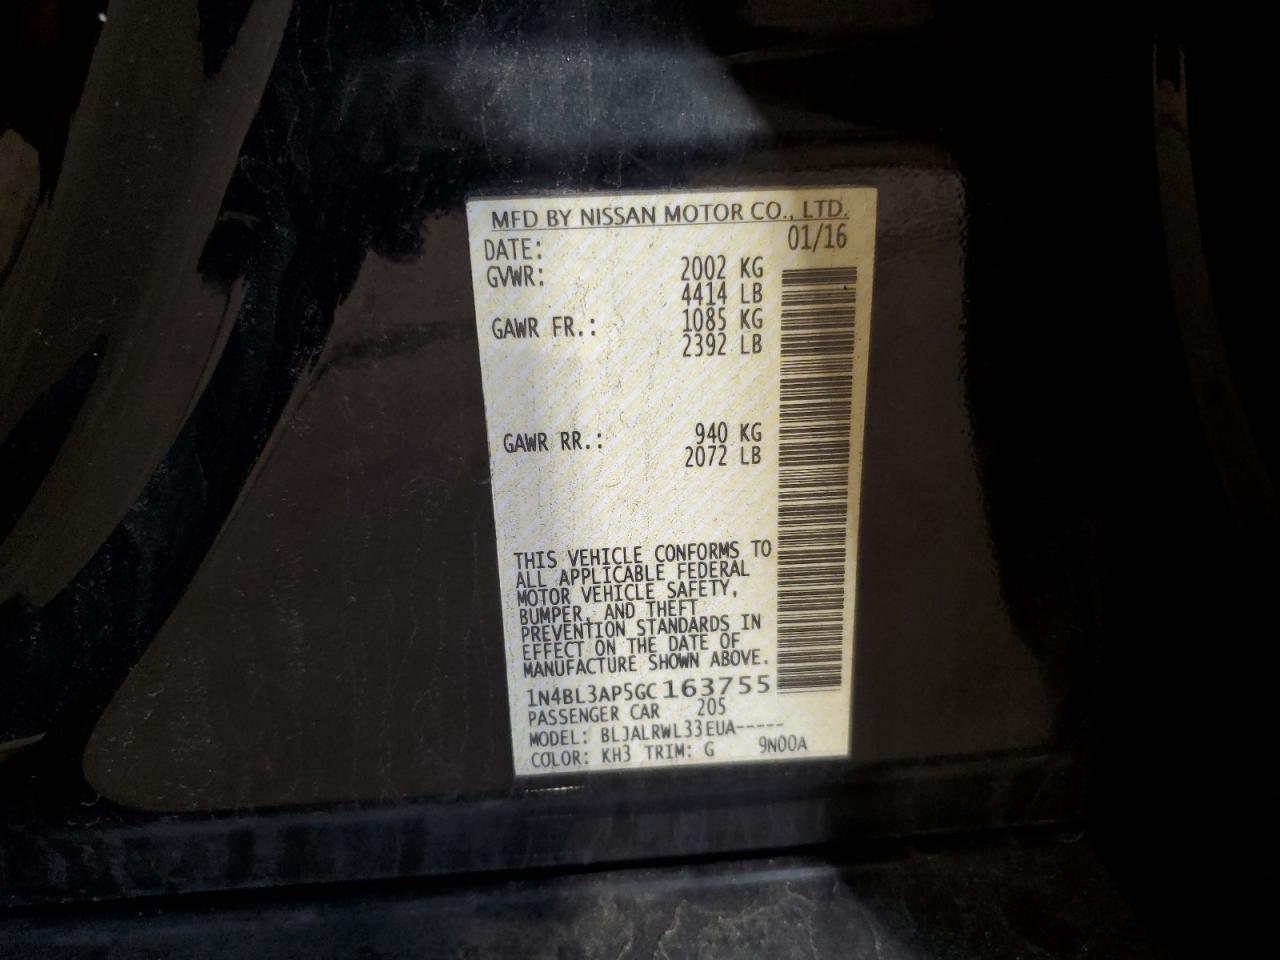 MFD BY NISSAN MOTOR CO., LTD.
DATE: 01/16
GVWR: 2002 KG
4414 LB
GAWR FR.: 1085 KG
2392 LB
GAWR RR.: 940 KG
2072 LB
THIS VEHICLE CONFORMS TO
ALL APPLICABLE FEDERAL
MOTOR VEHICLE SAFETY,
BUMPER, AND THEFT
PREVENTION STANDARDS IN
EFFECT ON THE DATE OF
MANUFACTURE SHOWN ABOVE.
1N4BL3AP5GC163755
PASSENGER CAR 205
MODEL: BLJALRWL33EUA-----
COLOR: KH3 TRIM: G 9N00A